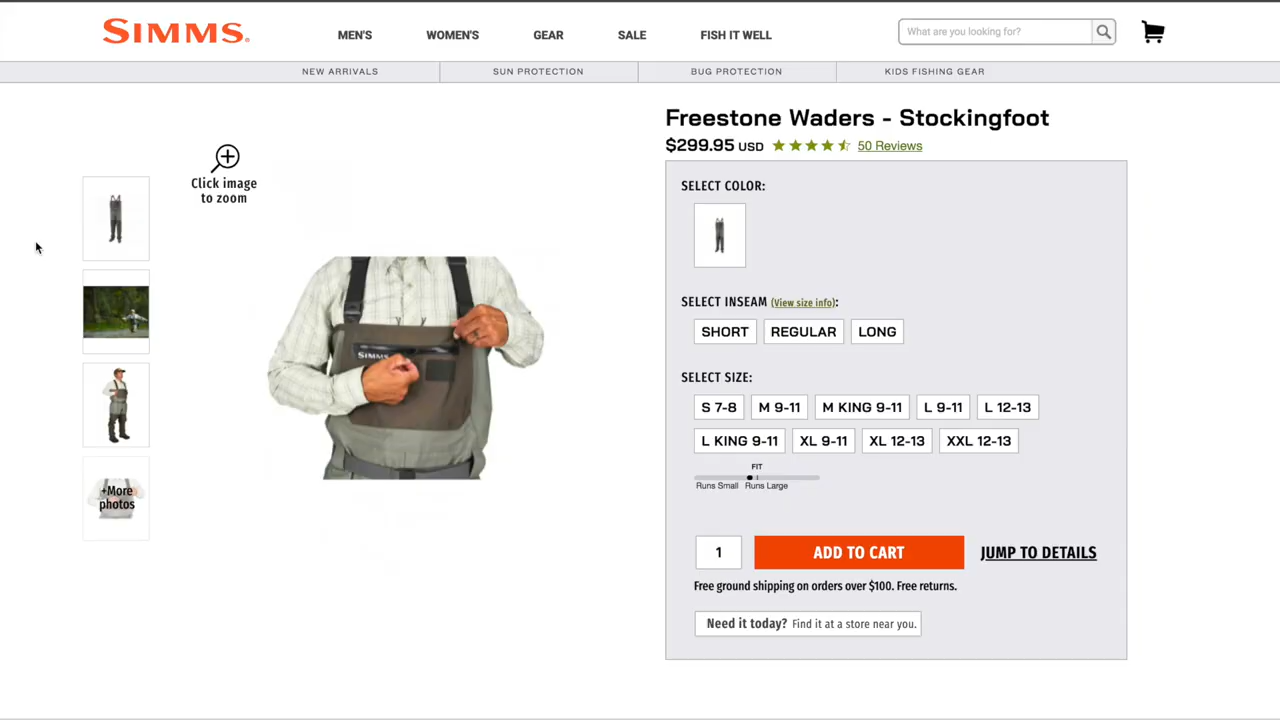 SIMMS.
MEN'S
WOMEN'S
GEAR
SALE
FISH IT WELL
What are you looking for?
NEW ARRIVALS
SUN PROTECTION
BUG PROTECTION
KIDS FISHING GEAR
Click image
to zoom
+More
photos
SIMMS
Freestone Waders - Stockingfoot
$299.95 USD 50 Reviews
SELECT COLOR:
SELECT INSEAM (View size info):
SHORT REGULAR LONG
SELECT SIZE:
S 7-8 M 9-11 M KING 9-11 L 9-11 L 12-13
L KING 9-11 XL 9-11 XL 12-13 XXL 12-13
FIT
Runs Small Runs Large
1 ADD TO CART JUMP TO DETAILS
Free ground shipping on orders over $100. Free returns.
Need it today? Find it at a store near you.